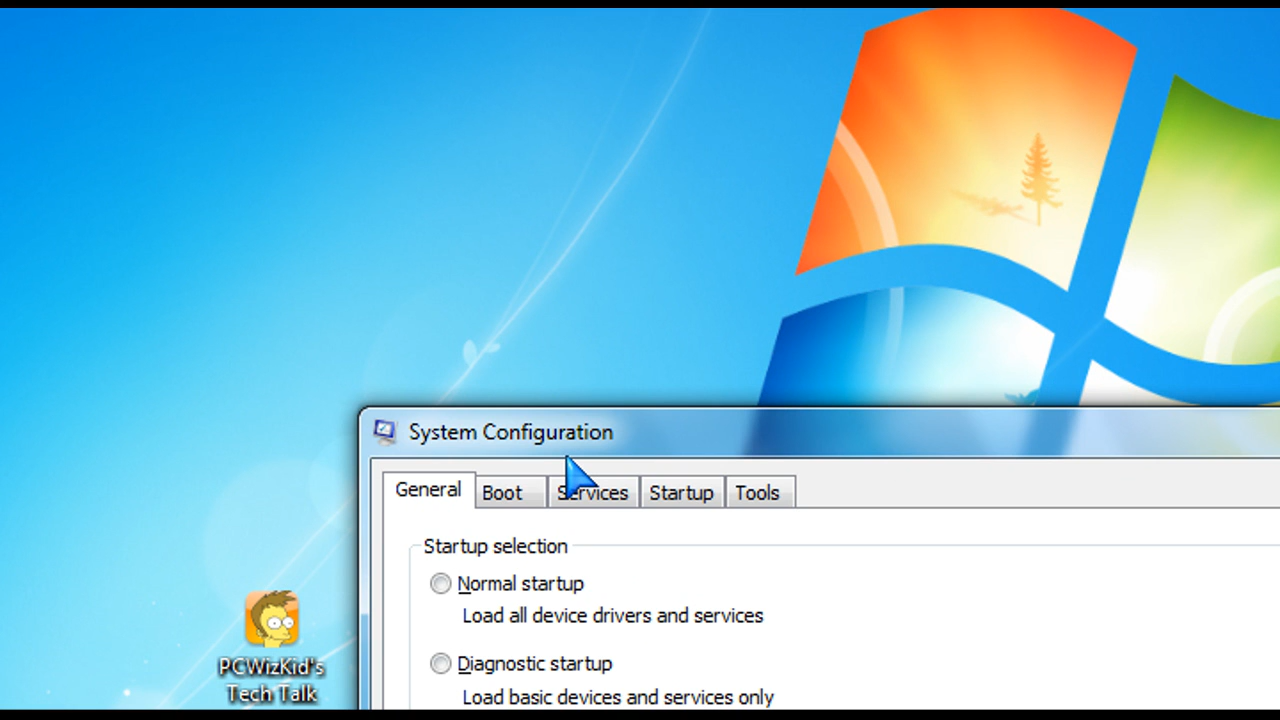 System Configuration
General Boot Services Startup Tools
Startup selection
Normal startup
Load all device drivers and services
Diagnostic startup
Load basic devices and services only
PCWizKid's
Tech Talk